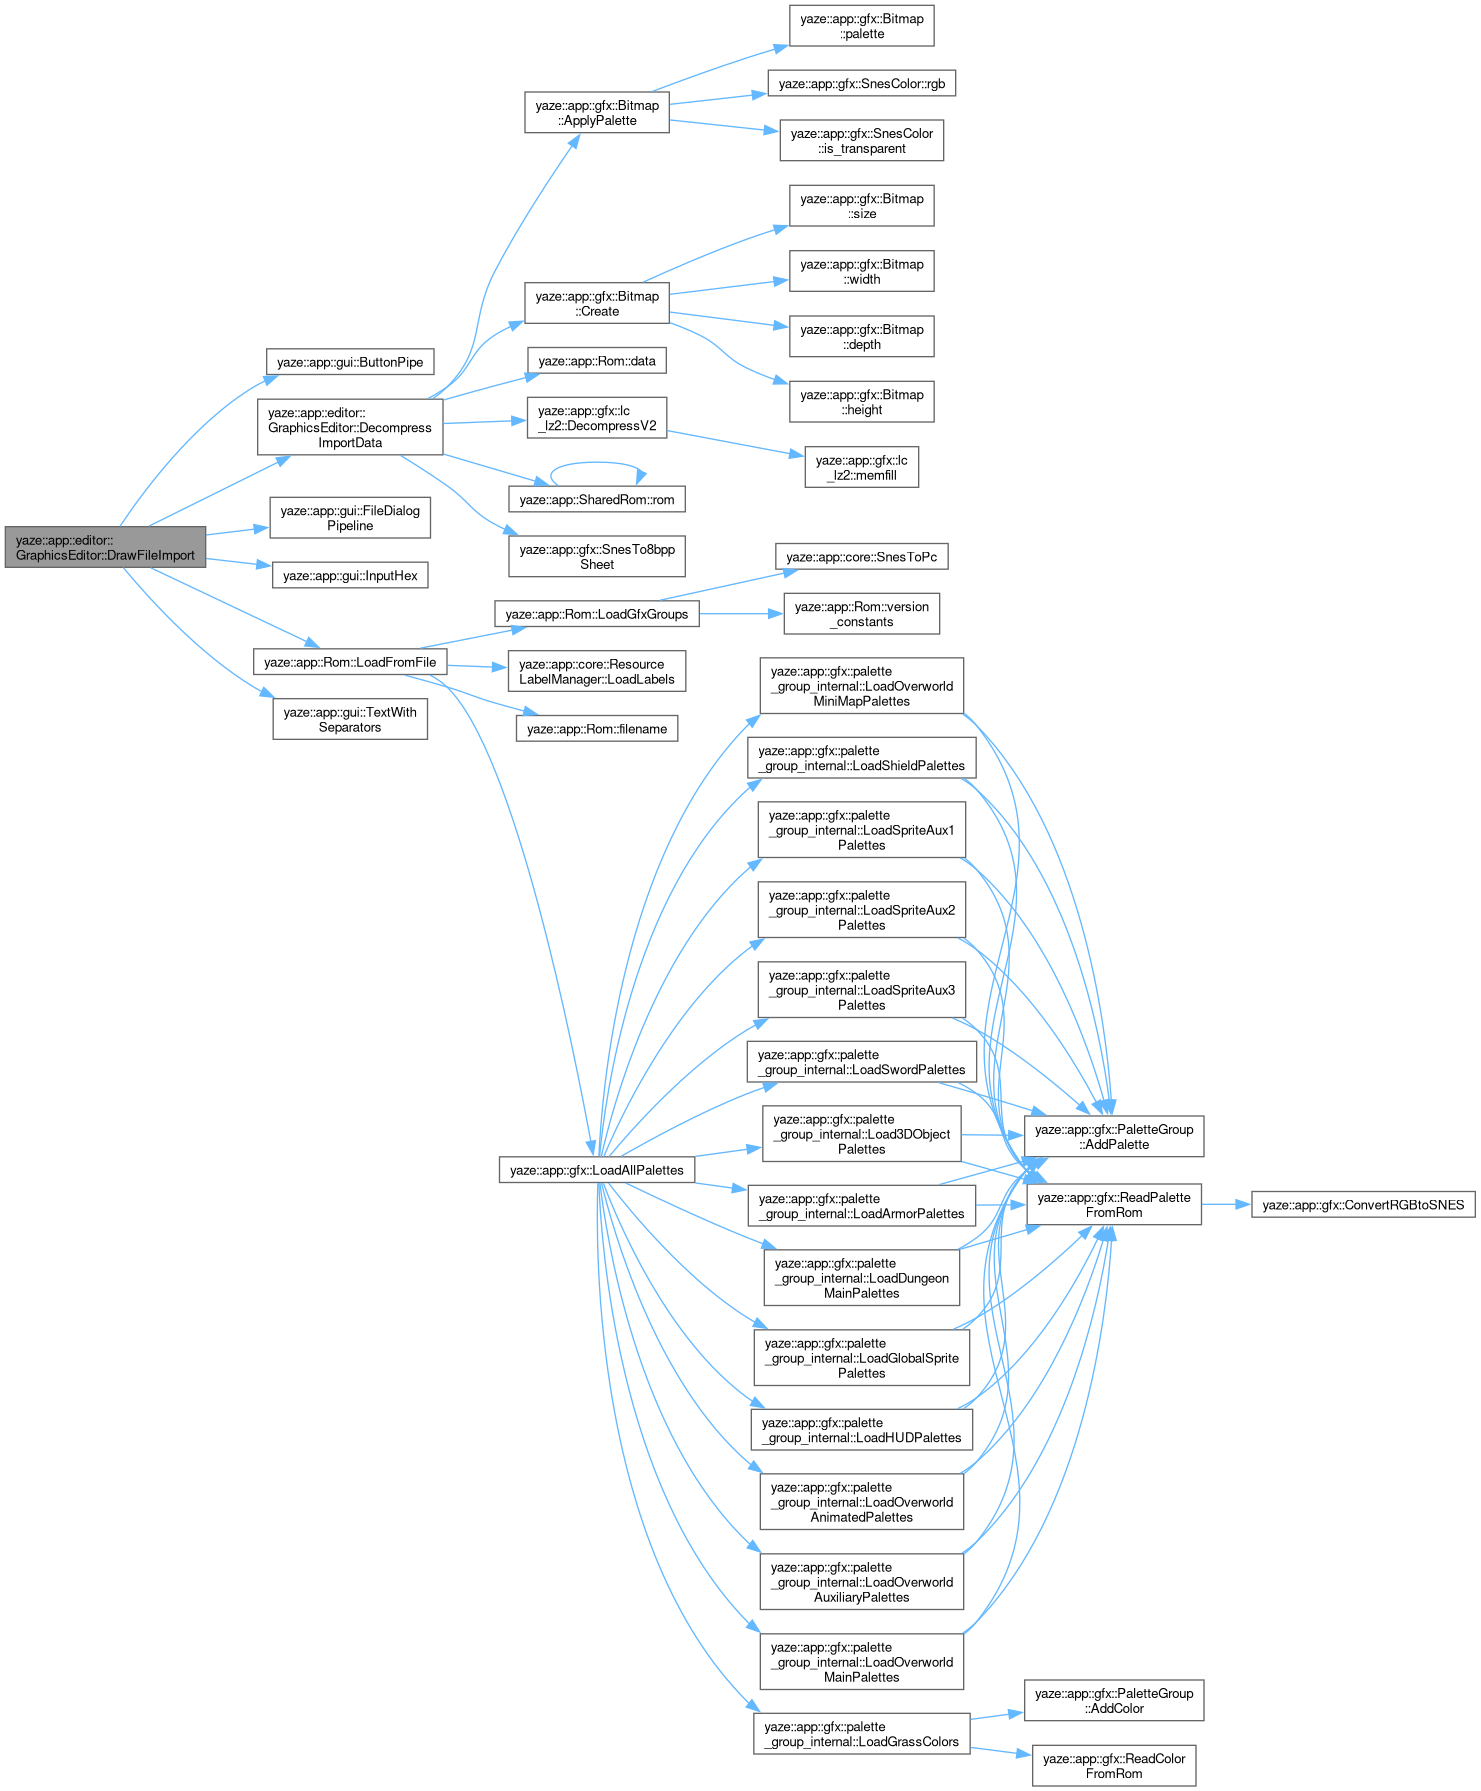 yaze::app::editor::
GraphicsEditor::DrawFileImport
yaze::app::gui::ButtonPipe
yaze::app::editor::
GraphicsEditor::Decompress
ImportData
yaze::app::gui::FileDialog
Pipeline
yaze::app::gui::InputHex
yaze::app::Rom::LoadFromFile
yaze::app::gui::TextWith
Separators
yaze::app::gfx::Bitmap
::ApplyPalette
yaze::app::gfx::Bitmap
::Create
yaze::app::Rom::data
yaze::app::gfx::lc
_lz2::DecompressV2
yaze::app::SharedRom::rom
yaze::app::gfx::SnesTo8bpp
Sheet
yaze::app::Rom::LoadGfxGroups
yaze::app::core::Resource
LabelManager::LoadLabels
yaze::app::Rom::filename
yaze::app::gfx::LoadAllPalettes
yaze::app::gfx::Bitmap
::palette
yaze::app::gfx::SnesColor::rgb
yaze::app::gfx::SnesColor
::is_transparent
yaze::app::gfx::Bitmap
::size
yaze::app::gfx::Bitmap
::width
yaze::app::gfx::Bitmap
::depth
yaze::app::gfx::Bitmap
::height
yaze::app::gfx::lc
_lz2::memfill
yaze::app::core::SnesToPc
yaze::app::Rom::version
_constants
yaze::app::gfx::palette
_group_internal::LoadOverworld
MiniMapPalettes
yaze::app::gfx::palette
_group_internal::LoadShieldPalettes
yaze::app::gfx::palette
_group_internal::LoadSpriteAux1
Palettes
yaze::app::gfx::palette
_group_internal::LoadSpriteAux2
Palettes
yaze::app::gfx::palette
_group_internal::LoadSpriteAux3
Palettes
yaze::app::gfx::palette
_group_internal::LoadSwordPalettes
yaze::app::gfx::palette
_group_internal::Load3DObject
Palettes
yaze::app::gfx::palette
_group_internal::LoadArmorPalettes
yaze::app::gfx::palette
_group_internal::LoadDungeon
MainPalettes
yaze::app::gfx::palette
_group_internal::LoadGlobalSprite
Palettes
yaze::app::gfx::palette
_group_internal::LoadHUDPalettes
yaze::app::gfx::palette
_group_internal::LoadOverworld
AnimatedPalettes
yaze::app::gfx::palette
_group_internal::LoadOverworld
AuxiliaryPalettes
yaze::app::gfx::palette
_group_internal::LoadOverworld
MainPalettes
yaze::app::gfx::palette
_group_internal::LoadGrassColors
yaze::app::gfx::PaletteGroup
::AddPalette
yaze::app::gfx::ReadPalette
FromRom
yaze::app::gfx::PaletteGroup
::AddColor
yaze::app::gfx::ReadColor
FromRom
yaze::app::gfx::ConvertRGBtoSNES